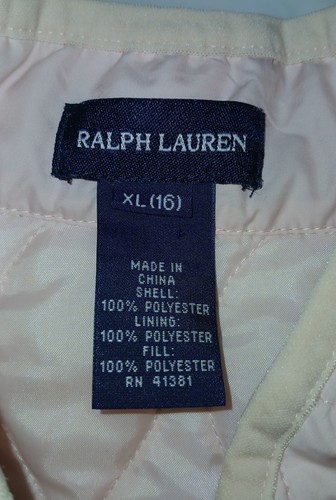 RALPH LAUREN
XL (16)
MADE IN
CHINA
SHELL:
100% POLYESTER
LINING:
100% POLYESTER
FILL:
100% POLYESTER
RN 41381